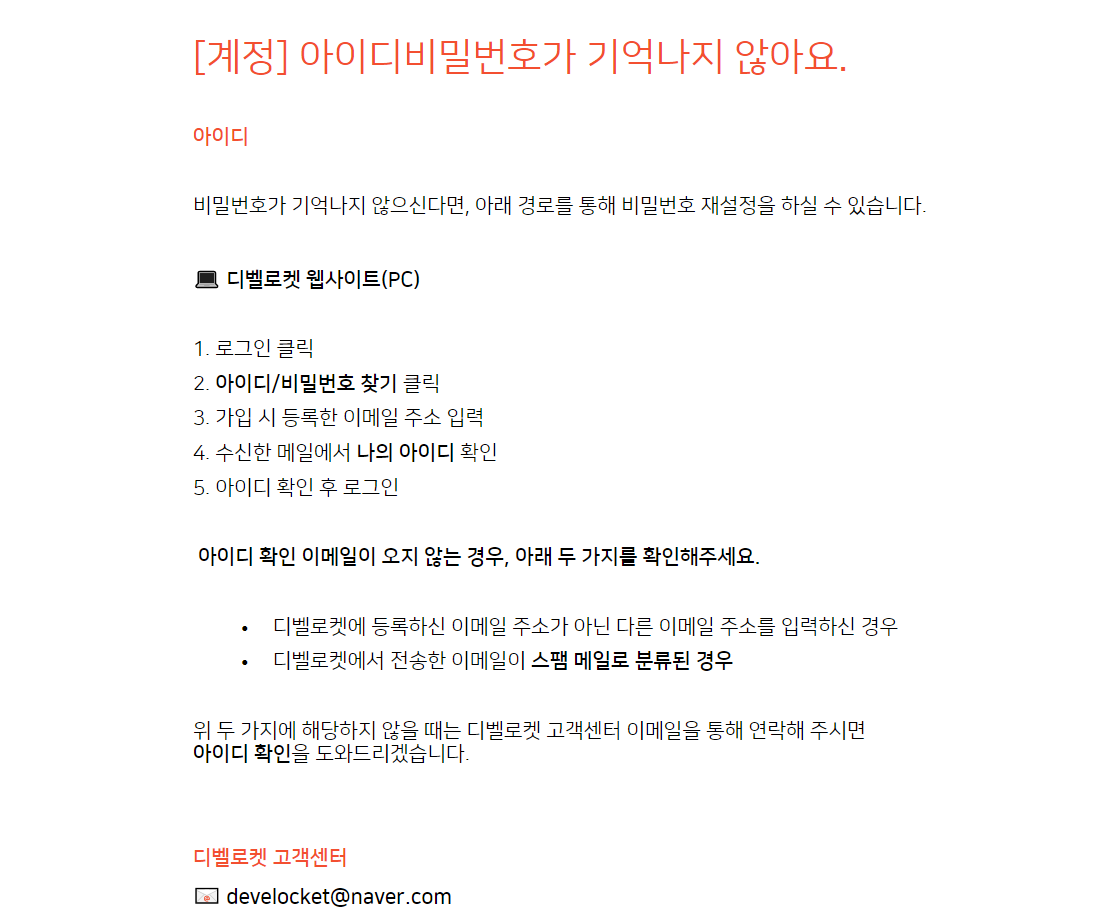 [계정] 아이디비밀번호가 기억나지 않아요.
아이디
비밀번호가 기억나지 않으신다면, 아래 경로를 통해 비밀번호 재설정을 하실 수 있습니다.
디벨로켓 웹사이트(PC)
1. 로그인 클릭
2. 아이디/비밀번호 찾기 클릭
3. 가입 시 등록한 이메일 주소 입력
4. 수신한 메일에서 나의 아이디 확인
5. 아이디 확인 후 로그인
아이디 확인 이메일이 오지 않는 경우, 아래 두 가지를 확인해주세요.
• 디벨로켓에 등록하신 이메일 주소가 아닌 다른 이메일 주소를 입력하신 경우
• 디벨로켓에서 전송한 이메일이 스팸 메일로 분류된 경우
위 두 가지에 해당하지 않을 때는 디벨로켓 고객센터 이메일을 통해 연락해 주시면
아이디 확인을 도와드리겠습니다.
디벨로켓 고객센터
develocket@naver.com